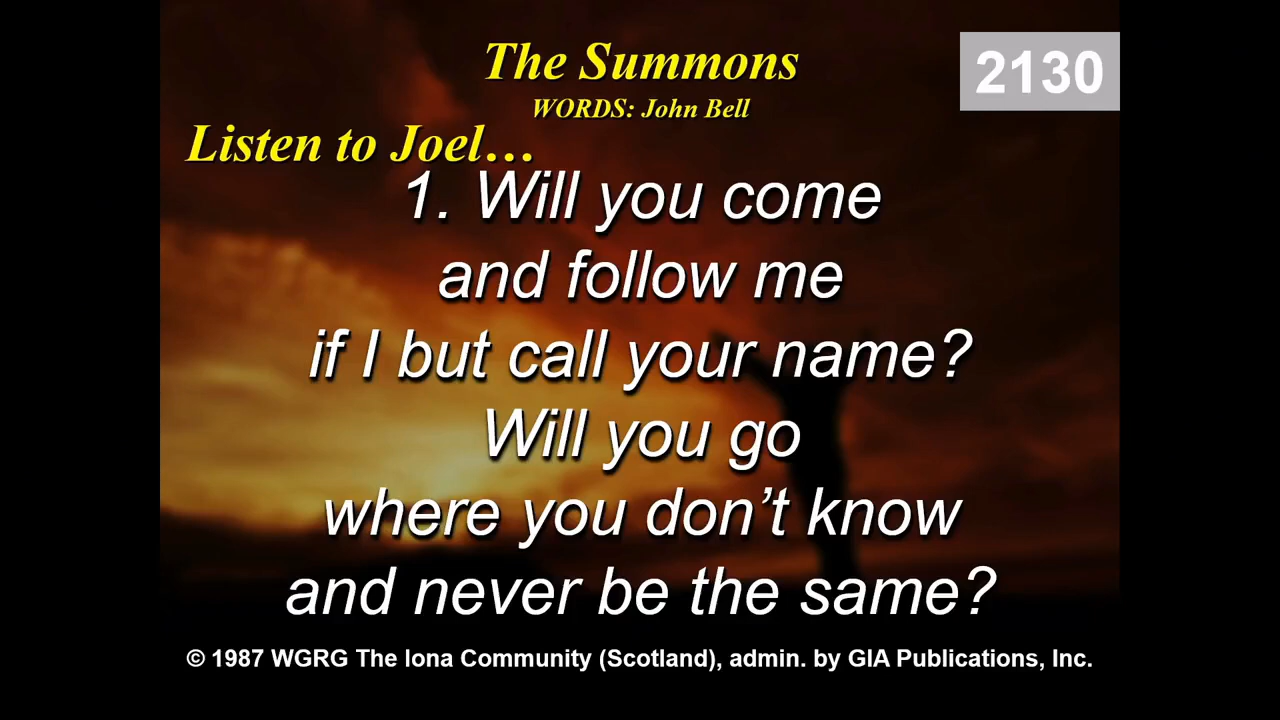 The Summons
2130
WORDS: John Bell
Listen to Joel…
1. Will you come
and follow me
if I but call your name?
Will you go
where you don’t know
and never be the same?
© 1987 WGRG The Iona Community (Scotland), admin. by GIA Publications, Inc.